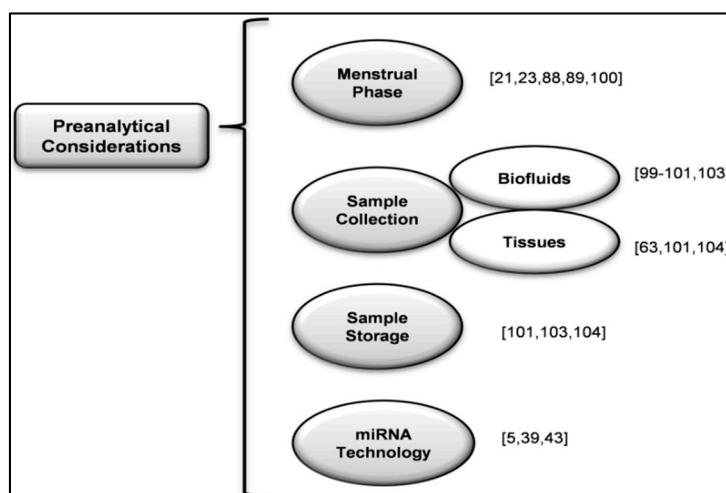 Menstrual
Phase
[21,23,88,89,100]
Preanalytical
Considerations
Biofluids
[99-101,103]
Sample
Collection
Tissues
[63,101,104]
Sample
Storage
[101,103,104]
miRNA
Technology
[5,39,43]